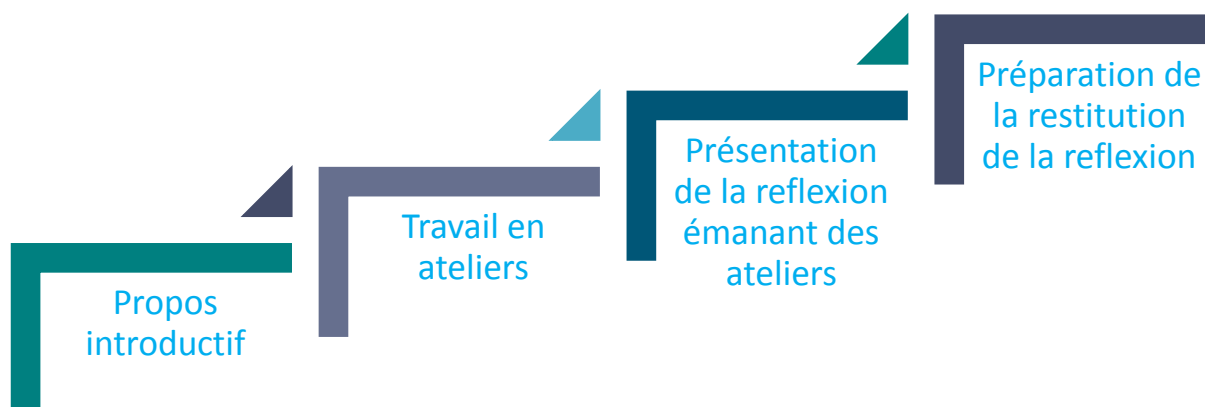 Propos
introductif
Travail en
ateliers
Présentation
de la reflexion
émanant des
ateliers
Préparation de
la restitution
de la reflexion